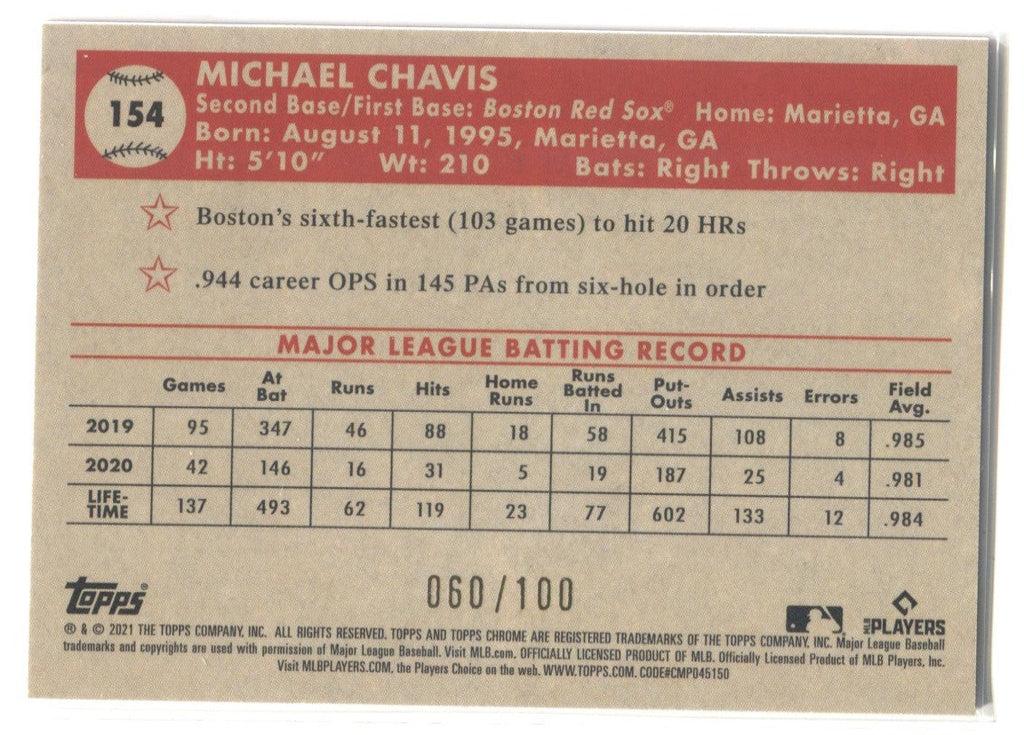 154
MICHAEL CHAVIS
Second Base/First Base: Boston Red Sox® Home: Marietta, GA
Born: August 11, 1995, Marietta, GA
Ht: 5'10" Wt: 210 Bats: Right Throws: Right
Boston's sixth-fastest (103 games) to hit 20 HRs
.944 career OPS in 145 PAs from six-hole in order
MAJOR LEAGUE BATTING RECORD
Games At Bat Runs Hits Home Runs Runs Batted In Put-Outs Assists Errors Field Avg.
2019 95 347 46 88 18 58 415 108 8 .985
2020 42 146 16 31 5 19 187 25 4 .981
LIFE-TIME 137 493 62 119 23 77 602 133 12 .984
060/100
Topps®
MLB PLAYERS
® & © 2021 THE TOPPS COMPANY, INC. ALL RIGHTS RESERVED. TOPPS AND TOPPS CHROME ARE REGISTERED TRADEMARKS OF THE TOPPS COMPANY, INC. Major League Baseball
trademarks and copyrights are used with permission of Major League Baseball. Visit MLB.com. OFFICIALLY LICENSED PRODUCT OF MLB. Officially Licensed Product of MLB Players, Inc.
Visit MLBPLAYERS.COM, the Players Choice on the web. WWW.TOPPS.COM. CODE#CMP045150